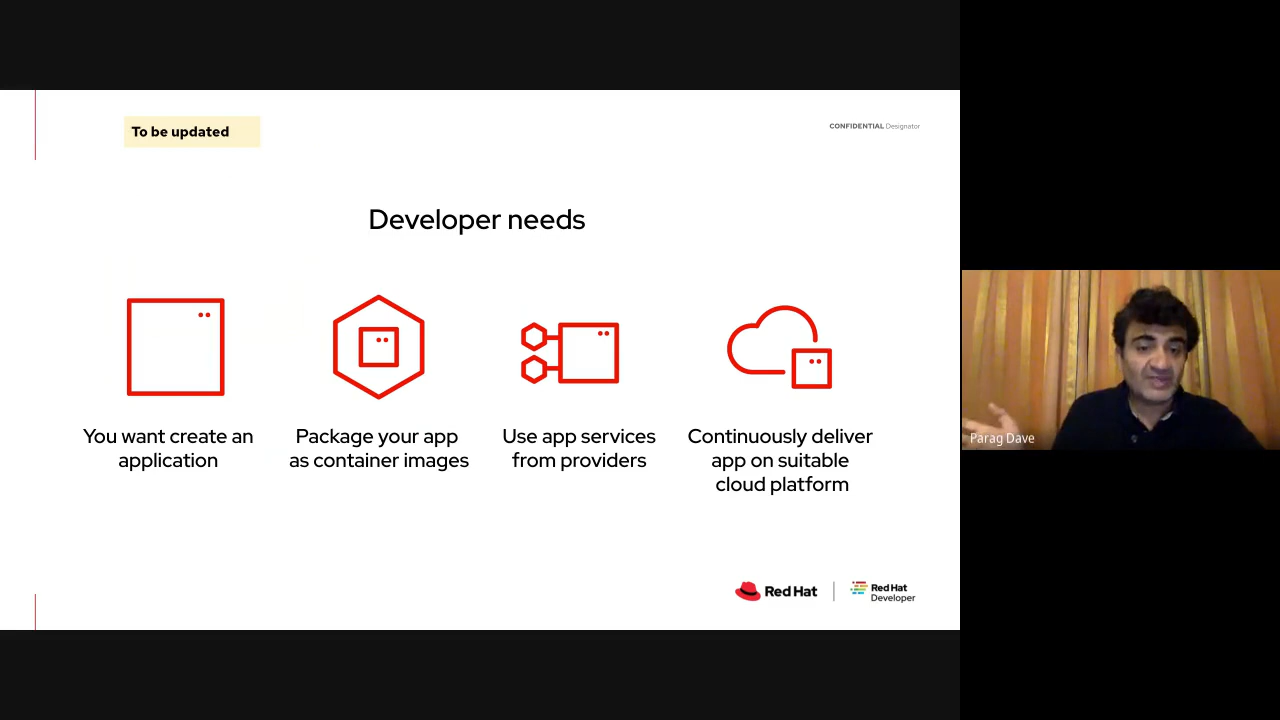 To be updated
CONFIDENTIAL Designator
Developer needs
You want create an
application
Package your app
as container images
Use app services
from providers
Continuously deliver
app on suitable
cloud platform
Red Hat
Red Hat
Developer
Parag Dave